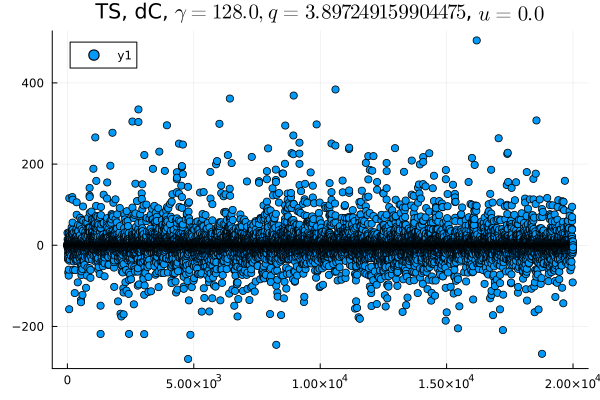 TS, dC, γ = 128.0, q = 3.897249159904475, u = 0.0
y1
400
200
0
−200
0 5.00×10³ 1.00×10⁴ 1.50×10⁴ 2.00×10⁴